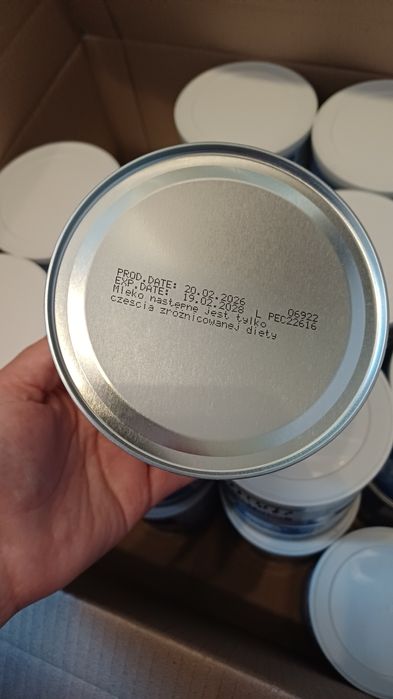 PROD.DATE: 20.02.2026 06922
EXP.DATE: 19.02.2028 L PEC22616
Mleko następne jest tylko
częścią zróżnicowanej diety